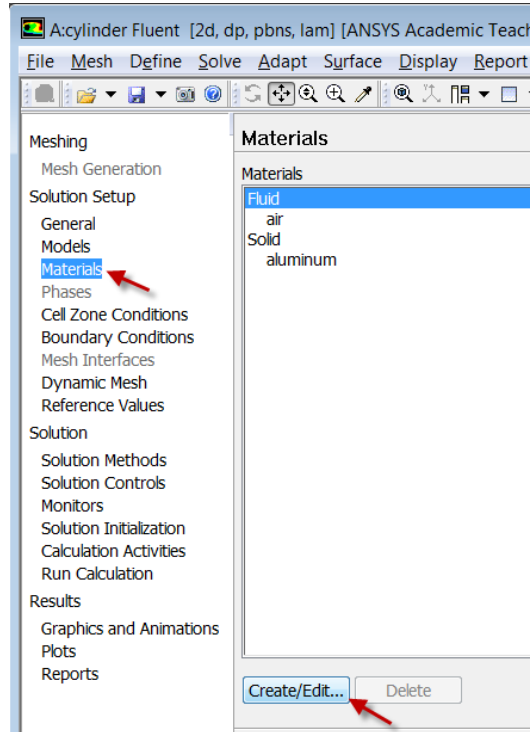 A:cylinder Fluent [2d, dp, pbns, lam] [ANSYS Academic
File Mesh Define Solve Adapt Surface Display Report
Meshing
Mesh Generation
Solution Setup
General
Models
Materials
Phases
Cell Zone Conditions
Boundary Conditions
Mesh Interfaces
Dynamic Mesh
Reference Values
Solution
Solution Methods
Solution Controls
Monitors
Solution Initialization
Calculation Activities
Run Calculation
Results
Graphics and Animations
Plots
Reports
Materials
Materials
Fluid
air
Solid
aluminum
Create/Edit...
Delete